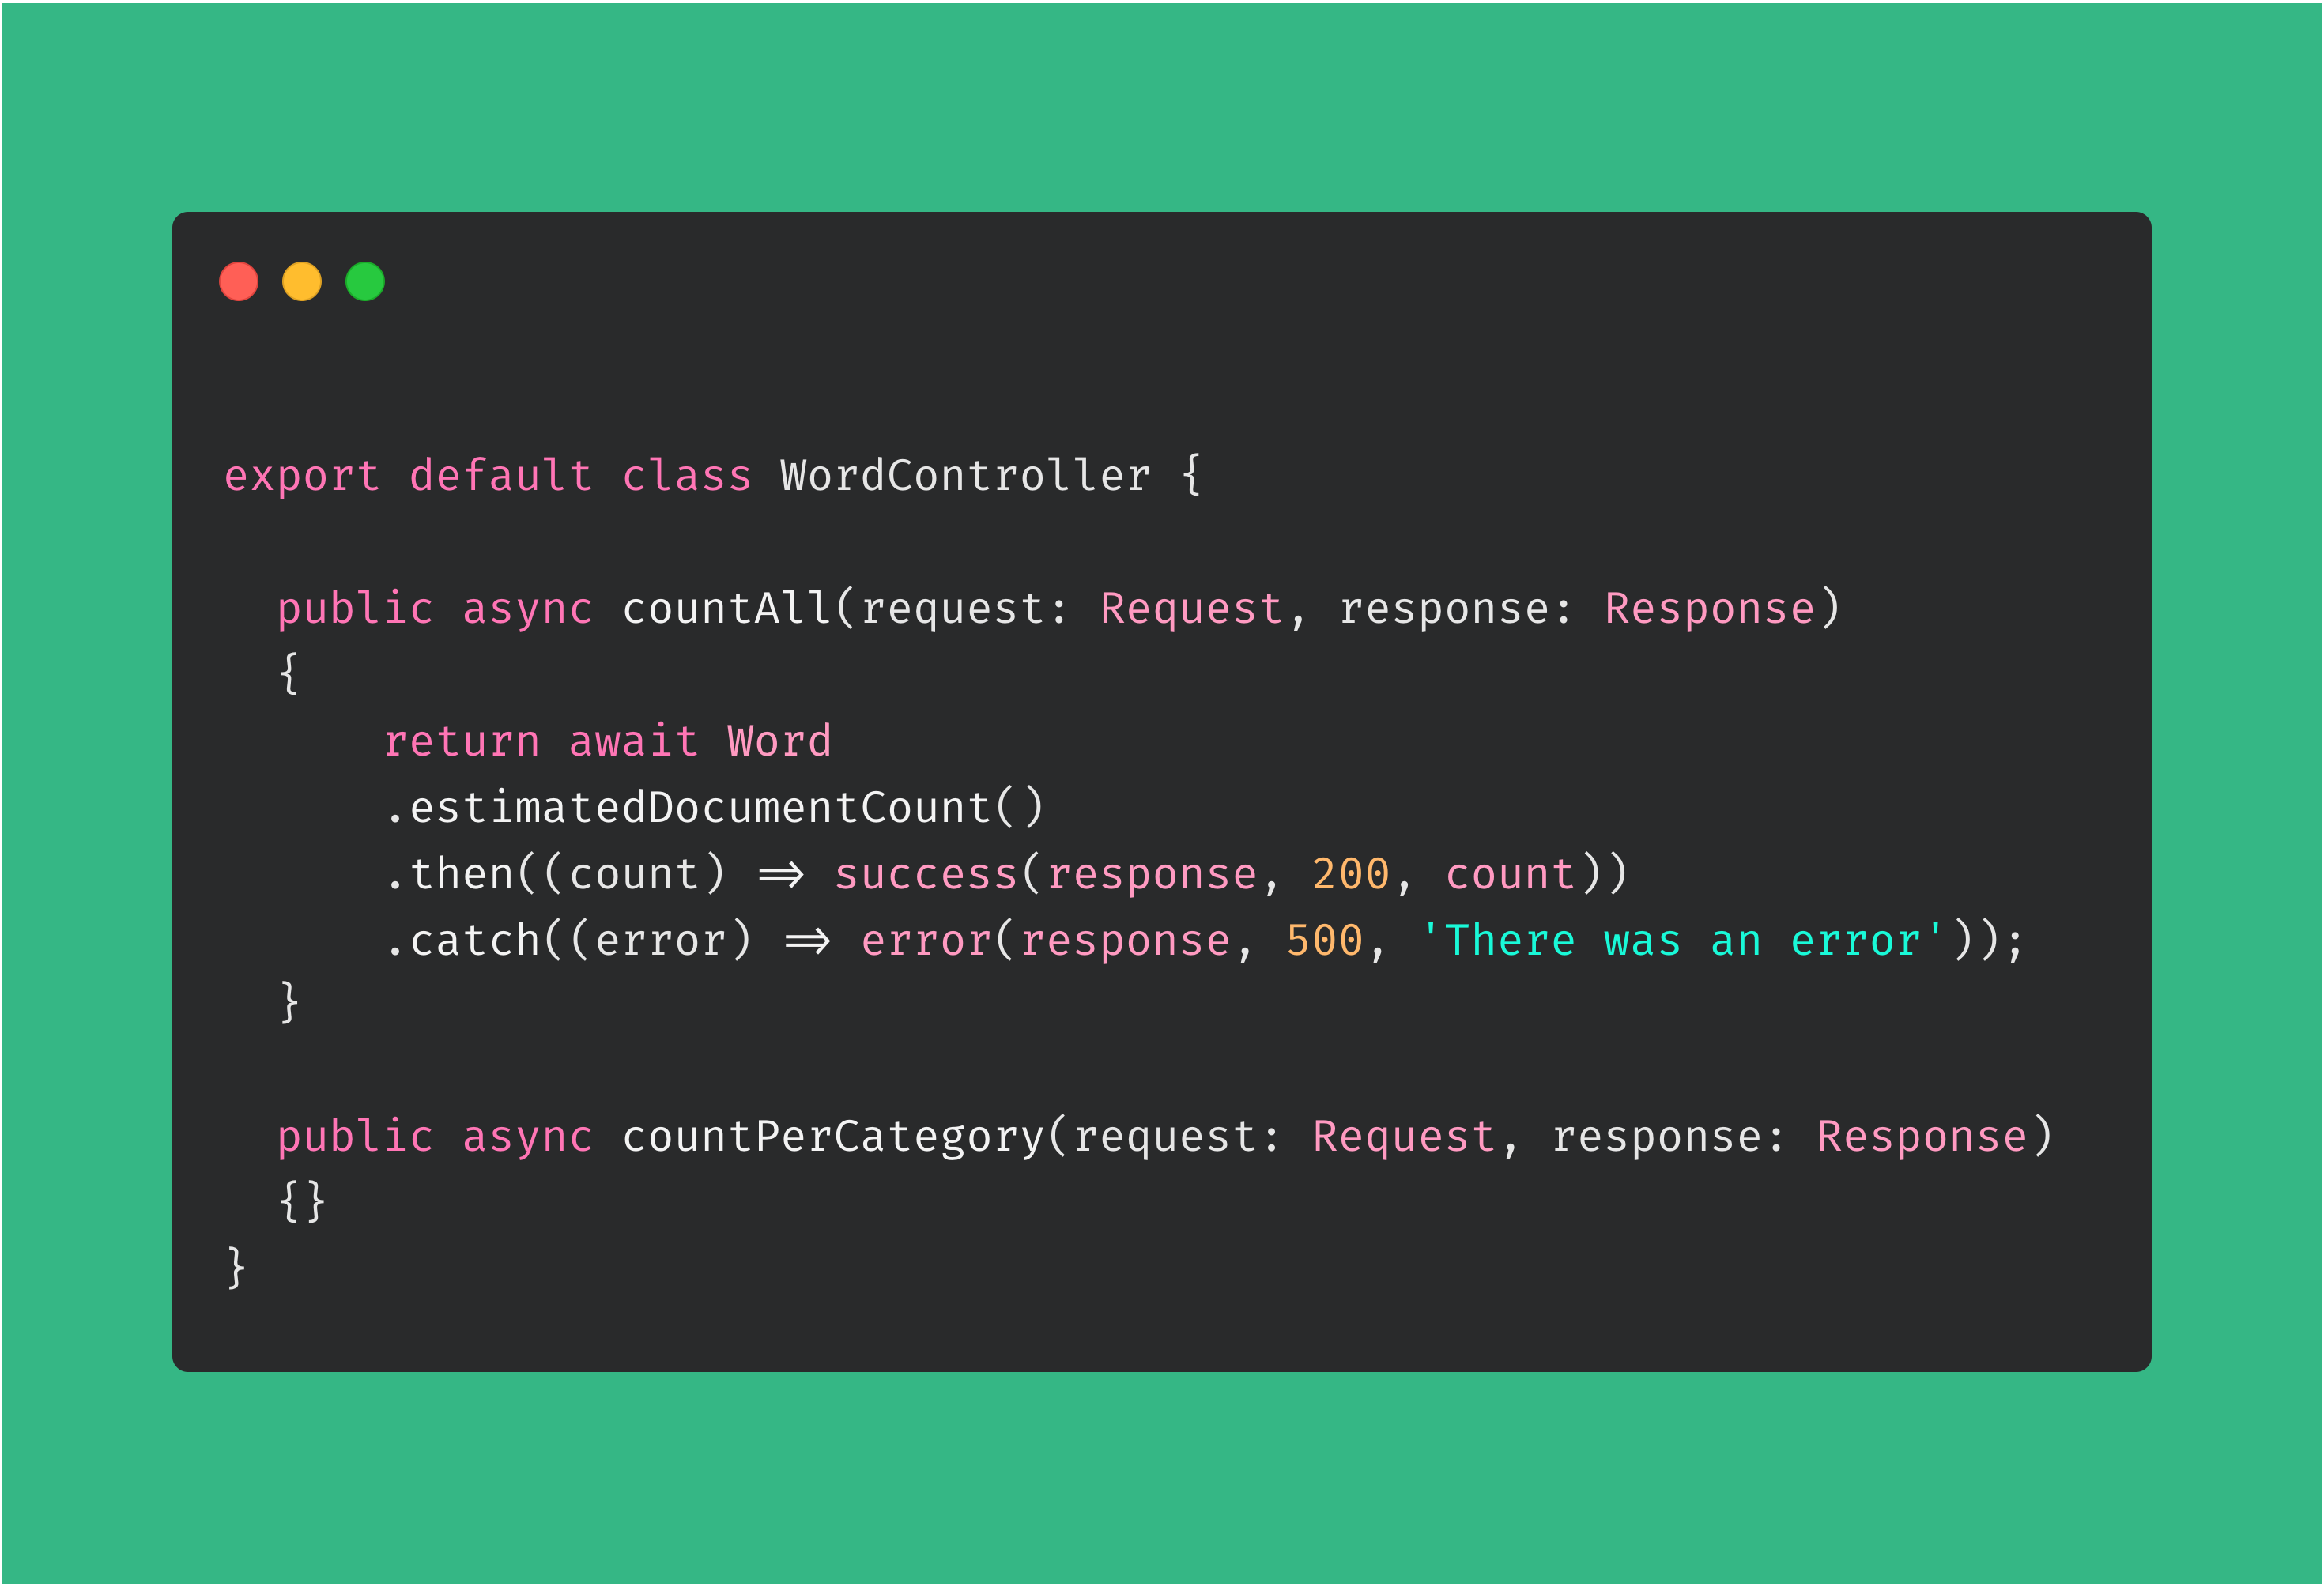 export default class WordController {
  public async countAll(request: Request, response: Response)
  {
      return await Word
      .estimatedDocumentCount()
      .then((count) => success(response, 200, count))
      .catch((error) => error(response, 500, 'There was an error'));
  }
  public async countPerCategory(request: Request, response: Response)
  {}
}